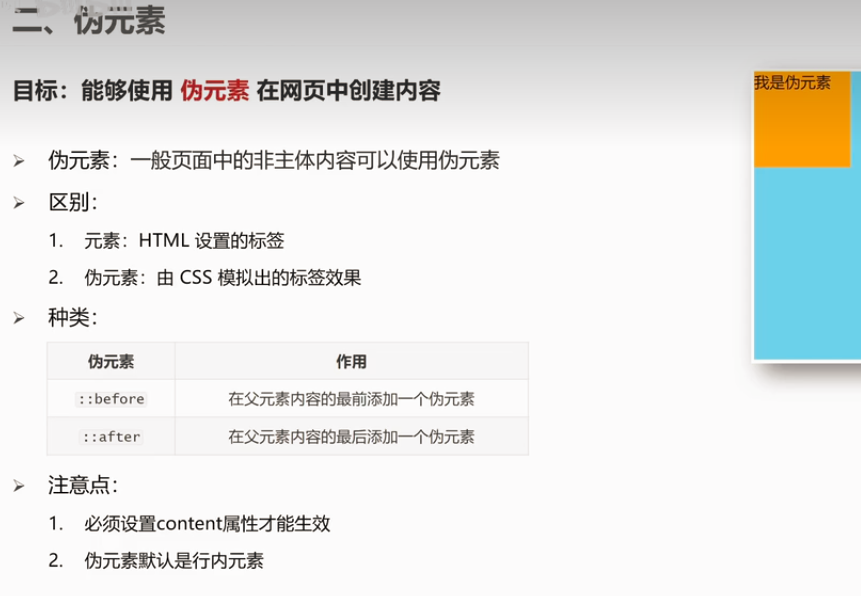 二、伪元素
目标：能够使用 伪元素 在网页中创建内容
我是伪元素
伪元素：一般页面中的非主体内容可以使用伪元素
区别：
1. 元素：HTML 设置的标签
2. 伪元素：由 CSS 模拟出的标签效果
种类：
伪元素 作用
::before 在父元素内容的最前添加一个伪元素
::after 在父元素内容的最后添加一个伪元素
注意点：
1. 必须设置content属性才能生效
2. 伪元素默认是行内元素